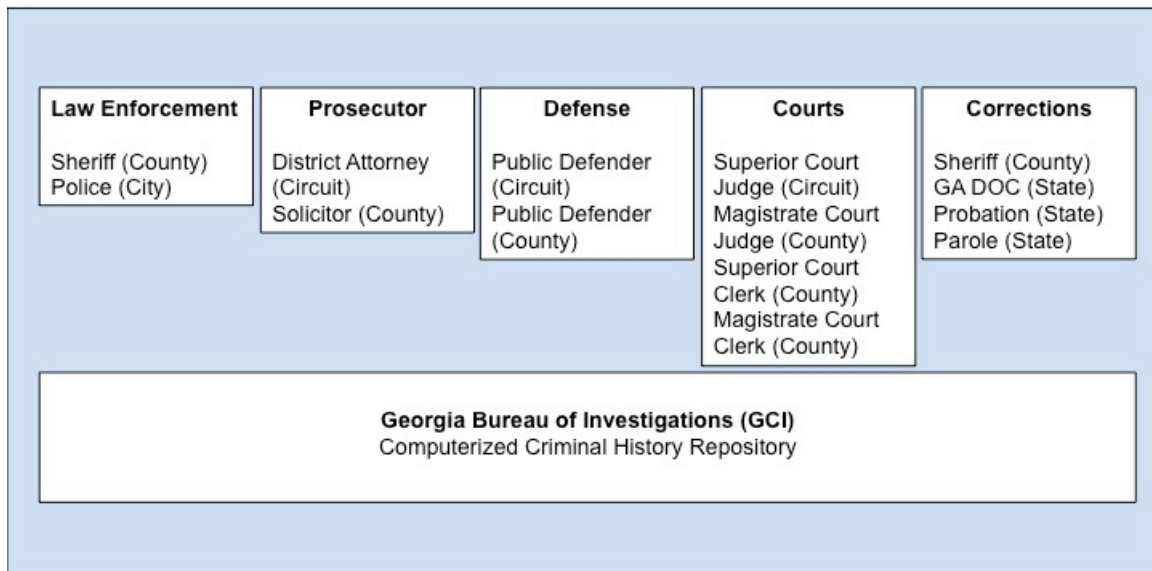 Law Enforcement
Sheriff (County)
Police (City)
Prosecutor
District Attorney
(Circuit)
Solicitor (County)
Defense
Public Defender
(Circuit)
Public Defender
(County)
Courts
Superior Court
Judge (Circuit)
Magistrate Court
Judge (County)
Superior Court
Clerk (County)
Magistrate Court
Clerk (County)
Corrections
Sheriff (County)
GA DOC (State)
Probation (State)
Parole (State)
Georgia Bureau of Investigations (GCI)
Computerized Criminal History Repository